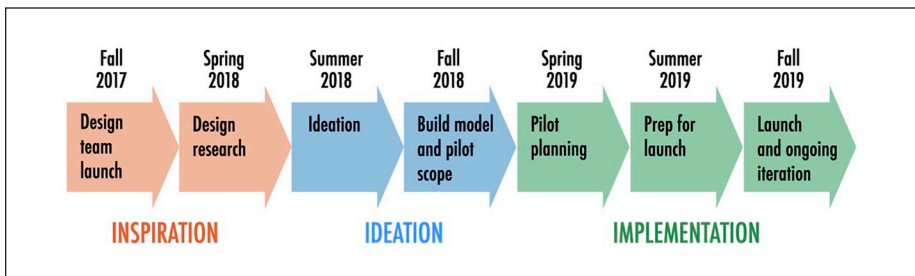 Fall
2017
Spring
2018
Summer
2018
Fall
2018
Spring
2019
Summer
2019
Fall
2019
Design
team
launch
Design
research
Ideation
Build model
and pilot
scope
Pilot
planning
Prep for
launch
Launch
and ongoing
iteration
INSPIRATION
IDEATION
IMPLEMENTATION